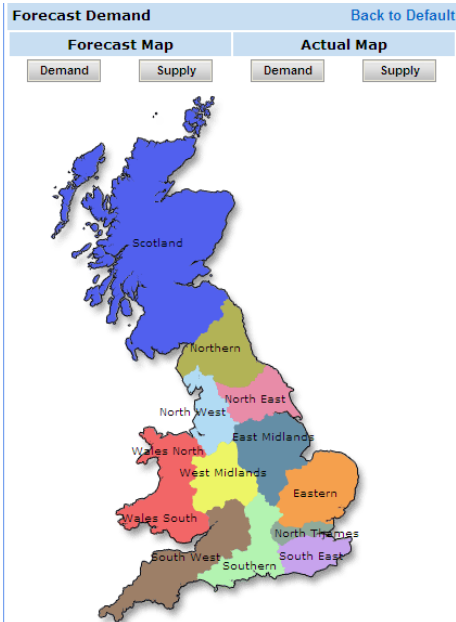 Forecast Demand Back to Default
Forecast Map Actual Map
Demand Supply Demand Supply
Scotland
Northern
North East
North West
East Midlands
Wales North
West Midlands
Eastern
Wales South
North Thames
South West South East
Southern